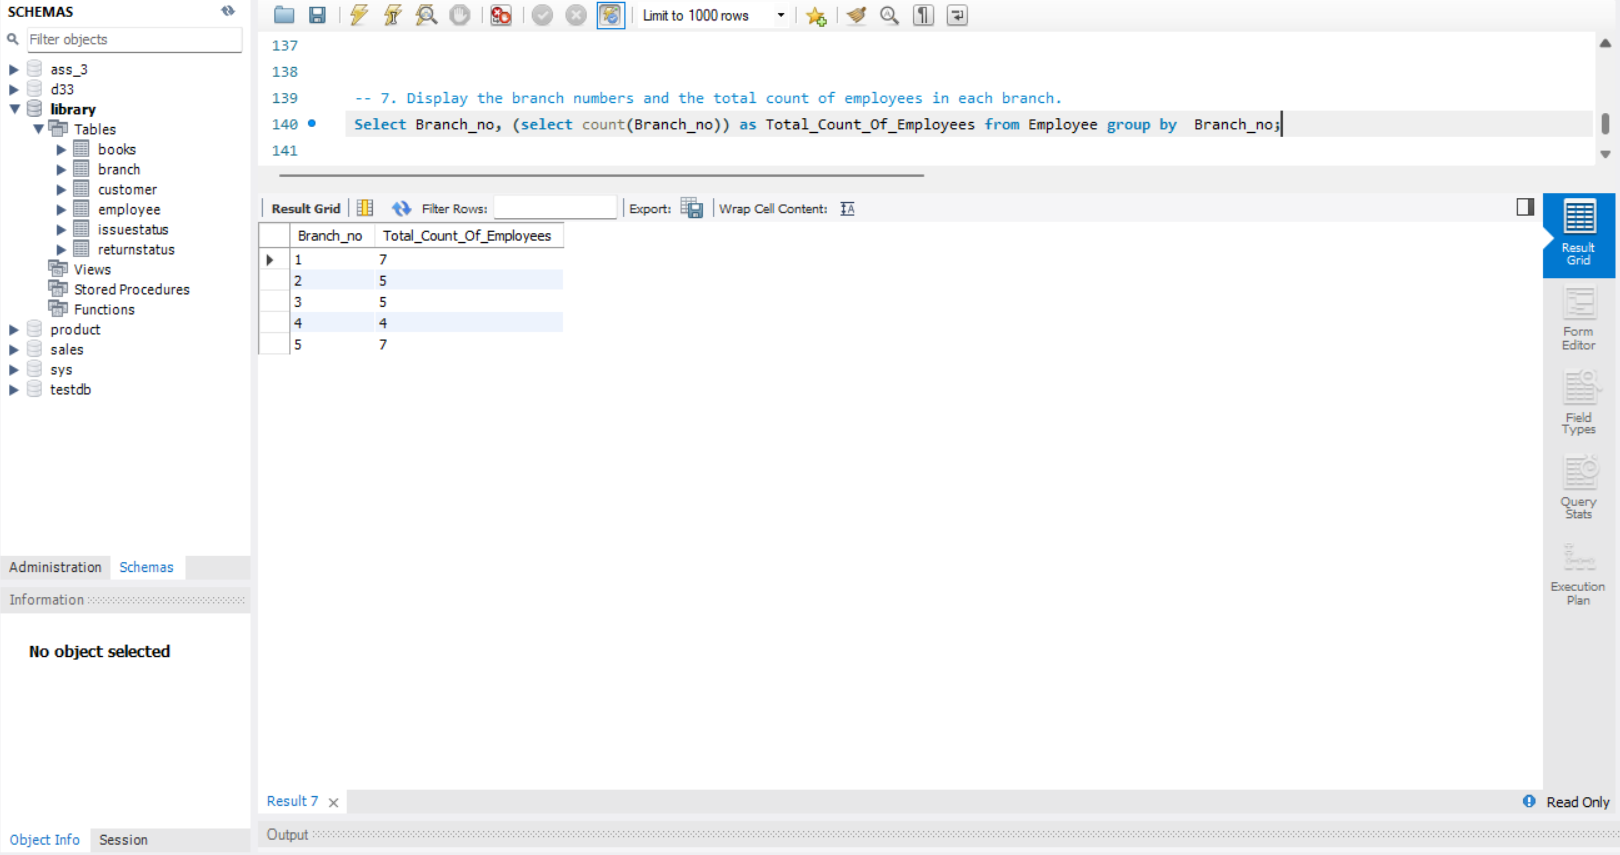 SCHEMAS
Filter objects
ass_3
d33
library
Tables
books
branch
customer
employee
issuestatus
returnstatus
Views
Stored Procedures
Functions
product
sales
sys
testdb
Administration Schemas
Information
No object selected
Object Info Session
Limit to 1000 rows
137
138
139 -- 7. Display the branch numbers and the total count of employees in each branch.
140 Select Branch_no, (select count(Branch_no)) as Total_Count_Of_Employees from Employee group by  Branch_no;
141
Result Grid Filter Rows: Export: Wrap Cell Content:
Branch_no Total_Count_Of_Employees
1 7
2 5
3 5
4 4
5 7
Result
Grid
Form
Editor
Field
Types
Query
Stats
Execution
Plan
Result 7 Read Only
Output